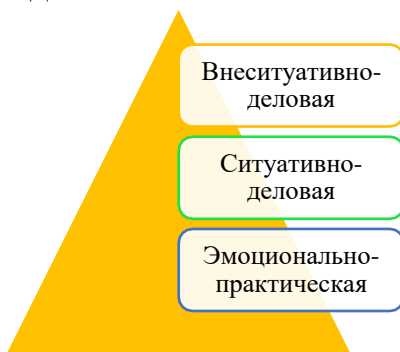 Внеситуативно-
деловая
Ситуативно-
деловая
Эмоционально-
практическая